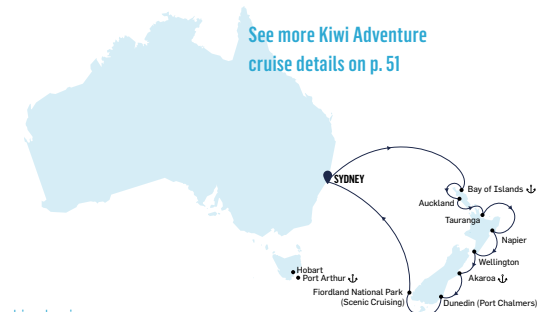 See more Kiwi Adventure
cruise details on p. 51
SYDNEY
Bay of Islands
Auckland
Tauranga
Napier
Wellington
Hobart
Port Arthur
Akaroa
Fiordland National Park
(Scenic Cruising)
Dunedin (Port Chalmers)